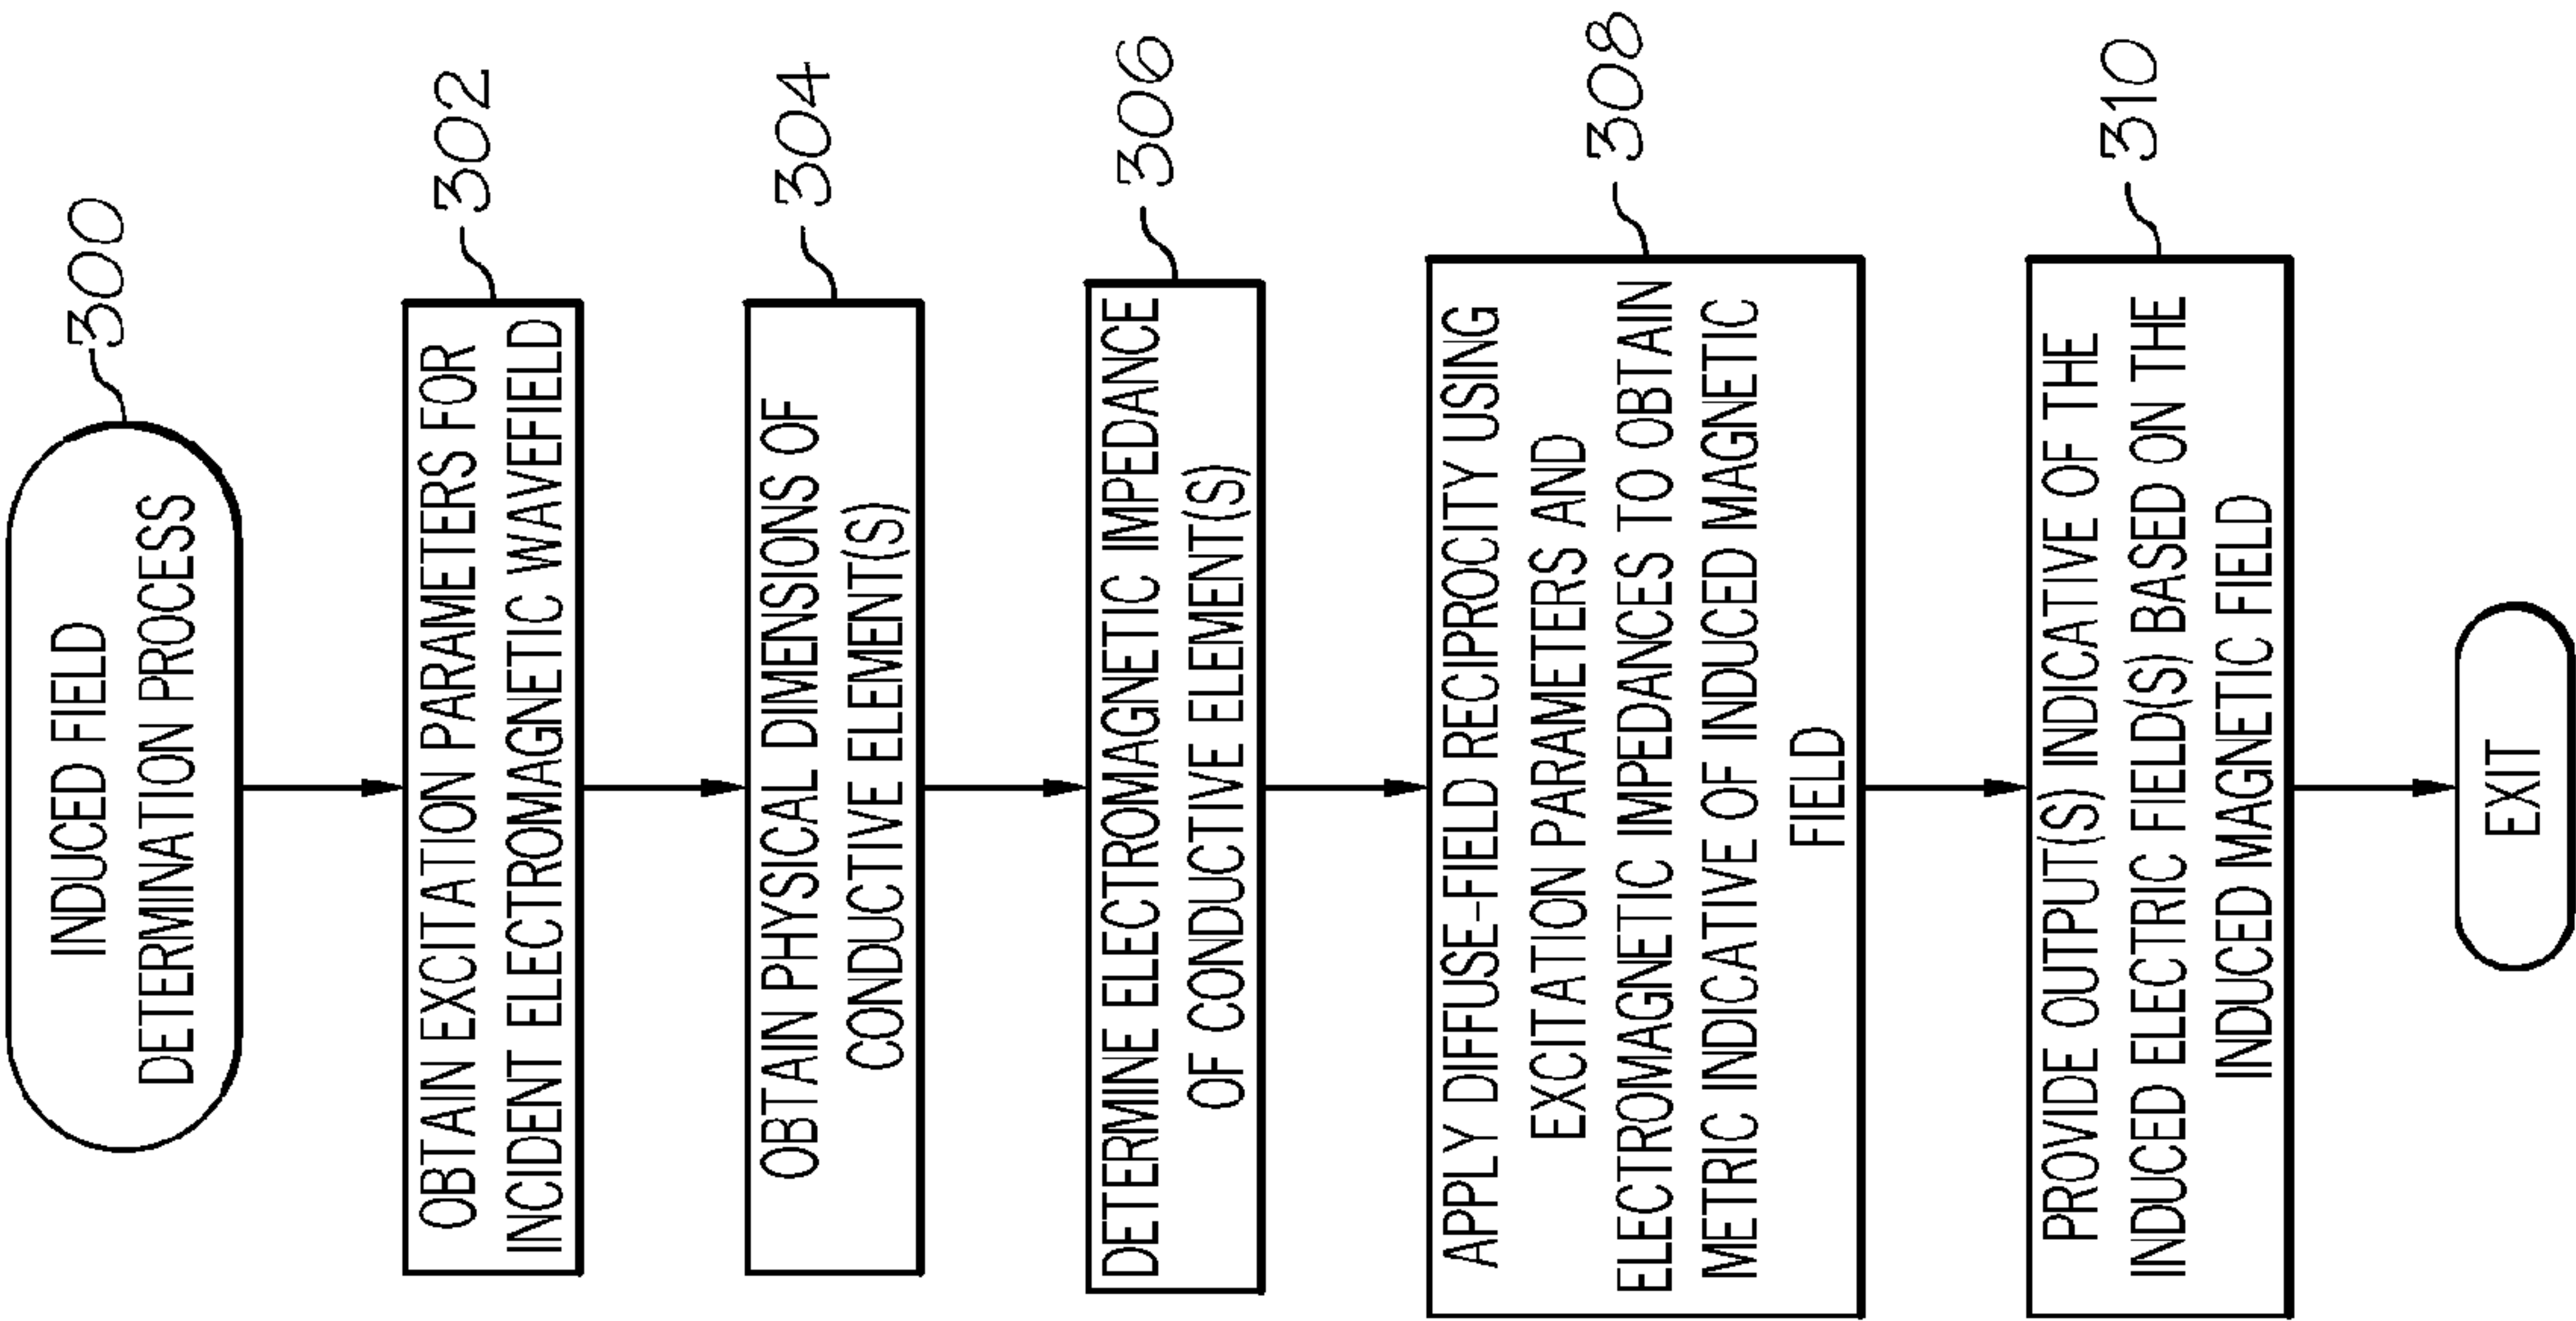 300
INDUCED FIELD
DETERMINATION PROCESS
302
OBTAIN EXCITATION PARAMETERS FOR
INCIDENT ELECTROMAGNETIC WAVEFIELD
304
OBTAIN PHYSICAL DIMENSIONS OF
CONDUCTIVE ELEMENT(S)
306
DETERMINE ELECTROMAGNETIC IMPEDANCE
OF CONDUCTIVE ELEMENT(S)
308
APPLY DIFFUSE-FIELD RECIPROCITY USING
EXCITATION PARAMETERS AND
ELECTROMAGNETIC IMPEDANCES TO OBTAIN
METRIC INDICATIVE OF INDUCED MAGNETIC
FIELD
310
PROVIDE OUTPUT(S) INDICATIVE OF THE
INDUCED ELECTRIC FIELD(S) BASED ON THE
INDUCED MAGNETIC FIELD
EXIT